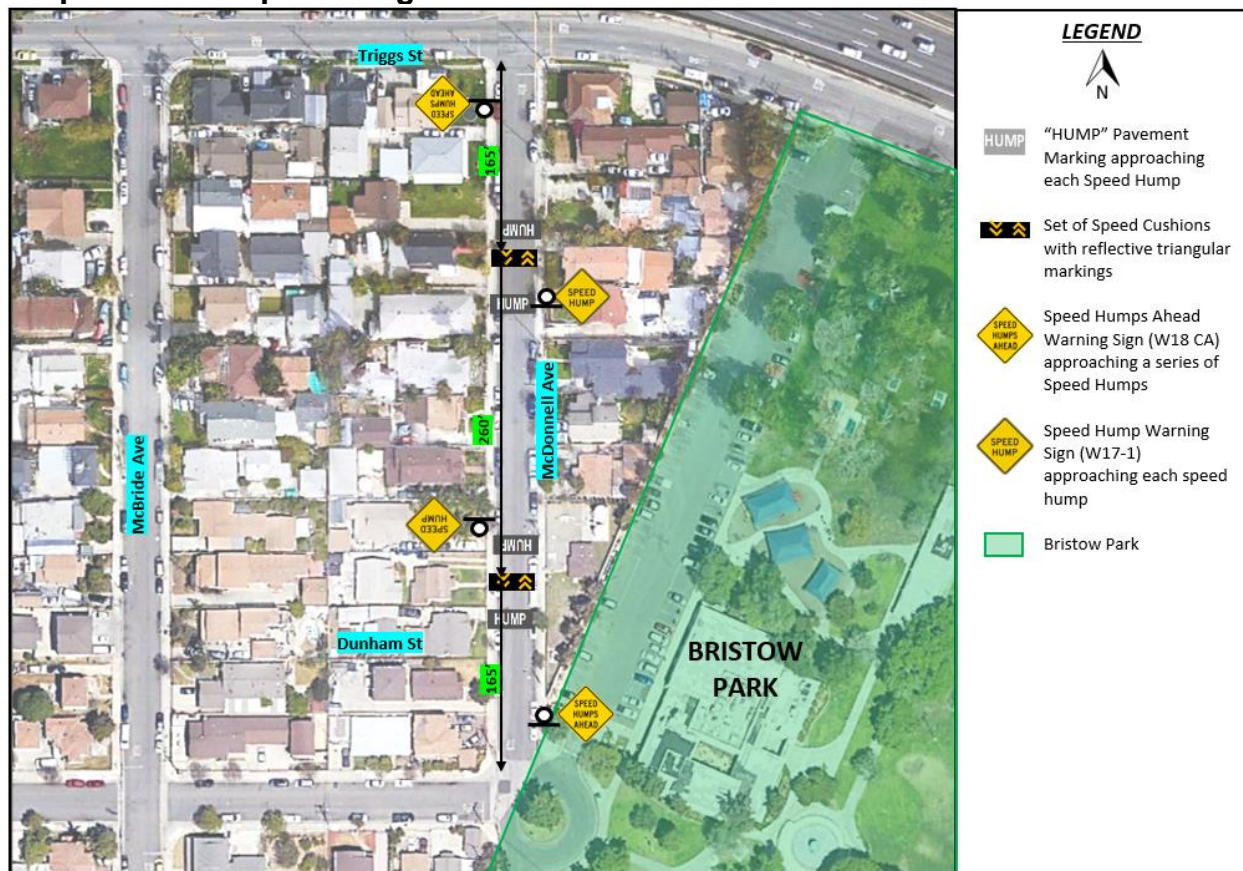 Triggs St
SPEED
HUMPS
AHEAD
165'
HUMP
HUMP
SPEED
HUMP
260'
McDonnell Ave
McBride Ave
SPEED
HUMP
HUMP
HUMP
Dunham St
165'
BRISTOW
PARK
SPEED
HUMPS
AHEAD
LEGEND
N
HUMP
“HUMP” Pavement
Marking approaching
each Speed Hump
Set of Speed Cushions
with reflective triangular
markings
SPEED
HUMPS
AHEAD
Speed Humps Ahead
Warning Sign (W18 CA)
approaching a series of
Speed Humps
SPEED
HUMP
Speed Hump Warning
Sign (W17-1)
approaching each speed
hump
Bristow Park